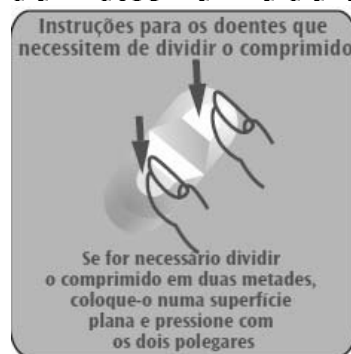 Instruções para os doentes que
necessitem de dividir o comprimido
Se for necessário dividir
o comprimido em duas metades,
coloque-o numa superfície
plana e pressione com
os dois polegares